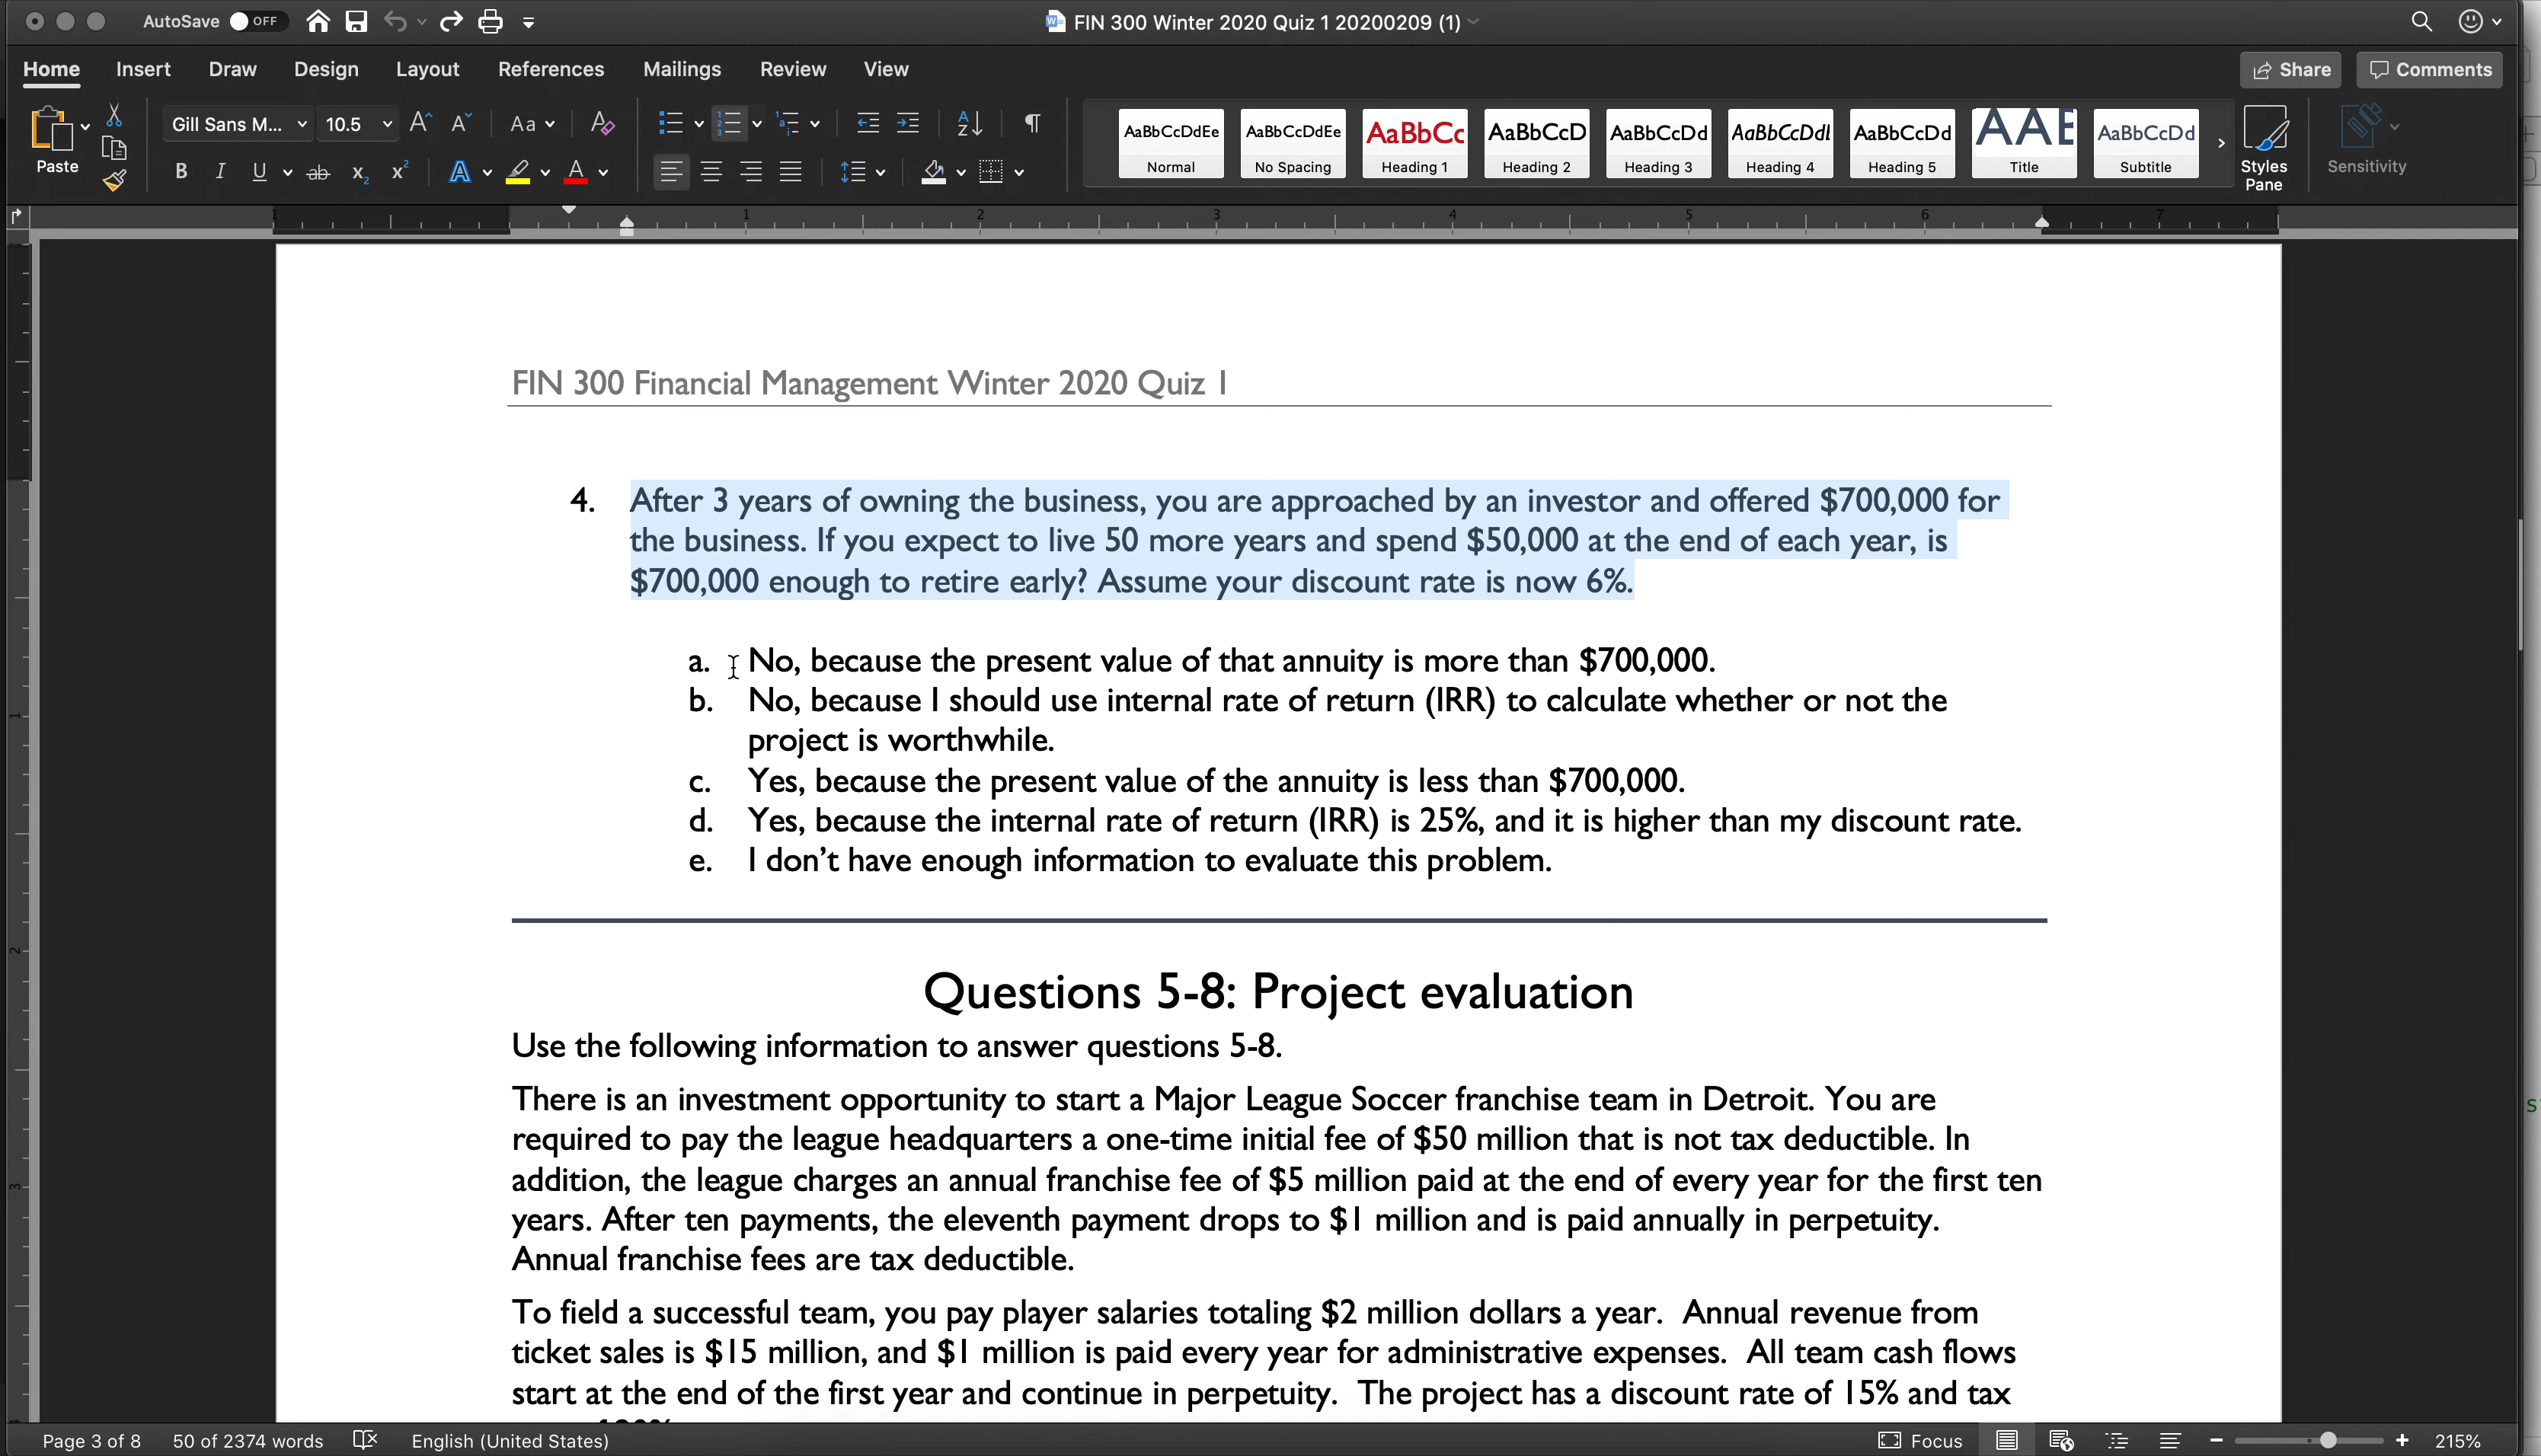 AutoSave OFF
FIN 300 Winter 2020 Quiz 1 20200209 (1)
Home Insert Draw Design Layout References Mailings Review View Share Comments
Paste Gill Sans M... 10.5
AaBbCcDdEe AaBbCcDdEe AaBbCc AaBbCcD AaBbCcDd AaBbCcDdI AaBbCcDd AAE AaBbCcDd
Normal No Spacing Heading 1 Heading 2 Heading 3 Heading 4 Heading 5 Title Subtitle
Styles Pane Sensitivity
1 1 2 3 4 5 6 7
FIN 300 Financial Management Winter 2020 Quiz 1
4. After 3 years of owning the business, you are approached by an investor and offered $700,000 for
the business. If you expect to live 50 more years and spend $50,000 at the end of each year, is
$700,000 enough to retire early? Assume your discount rate is now 6%.
a. No, because the present value of that annuity is more than $700,000.
b. No, because I should use internal rate of return (IRR) to calculate whether or not the
project is worthwhile.
c. Yes, because the present value of the annuity is less than $700,000.
d. Yes, because the internal rate of return (IRR) is 25%, and it is higher than my discount rate.
e. I don’t have enough information to evaluate this problem.
Questions 5-8: Project evaluation
Use the following information to answer questions 5-8.
There is an investment opportunity to start a Major League Soccer franchise team in Detroit. You are
required to pay the league headquarters a one-time initial fee of $50 million that is not tax deductible. In
addition, the league charges an annual franchise fee of $5 million paid at the end of every year for the first ten
years. After ten payments, the eleventh payment drops to $1 million and is paid annually in perpetuity.
Annual franchise fees are tax deductible.
To field a successful team, you pay player salaries totaling $2 million dollars a year. Annual revenue from
ticket sales is $15 million, and $1 million is paid every year for administrative expenses. All team cash flows
start at the end of the first year and continue in perpetuity. The project has a discount rate of 15% and tax
Page 3 of 8 50 of 2374 words English (United States) Focus 215%